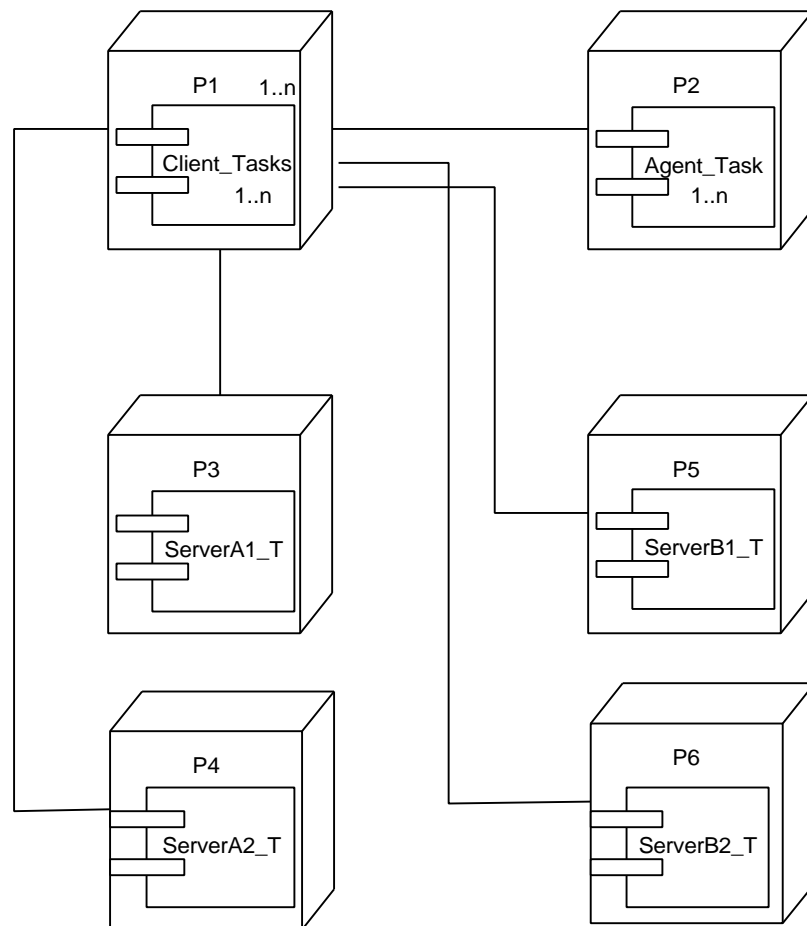 P1 1..n
Client_Tasks
1..n
P2
Agent_Task
1..n
P3
ServerA1_T
P5
ServerB1_T
P4
ServerA2_T
P6
ServerB2_T